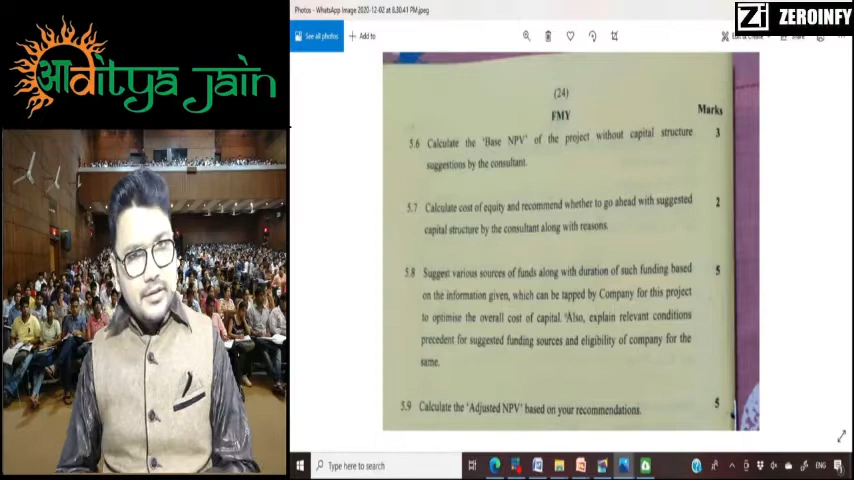 Photos - WhatsApp Image 2020-12-02 at 8.30.41 PM.jpeg
See all photos
Add to
Zi ZEROINFY
आditya jain
(24)
FMY
Marks
5.6 Calculate the 'Base NPV' of the project without capital structure 3
suggestions by the consultant.
5.7 Calculate cost of equity and recommend whether to go ahead with suggested 2
capital structure by the consultant along with reasons.
5.8 Suggest various sources of funds along with duration of such funding based 5
on the information given, which can be tapped by Company for this project
to optimise the overall cost of capital. Also, explain relevant conditions
precedent for suggested funding sources and eligibility of company for the
same.
5.9 Calculate the 'Adjusted NPV' based on your recommendations. 5
Type here to search
ENG